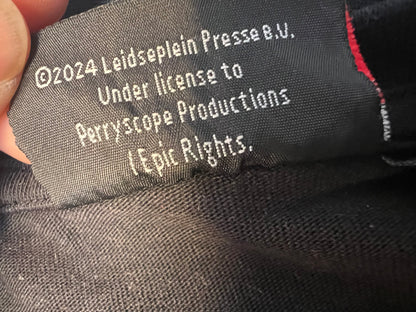 ©2024 Leidseplein Presse B.V.
Under license to
Perryscope Productions
/Epic Rights.